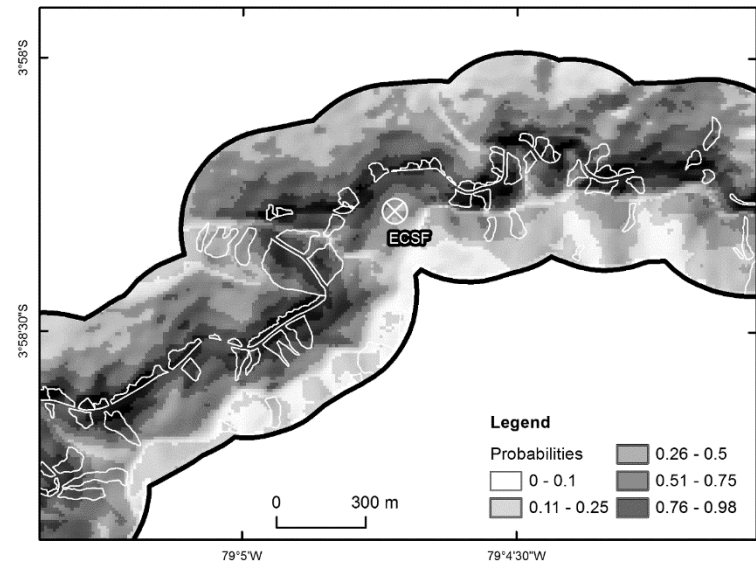 3°58'S
3°58'30"S
ECSF
Legend
Probabilities
0 - 0.1
0.11 - 0.25
0.26 - 0.5
0.51 - 0.75
0.76 - 0.98
0 300 m
79°5'W
79°4'30"W